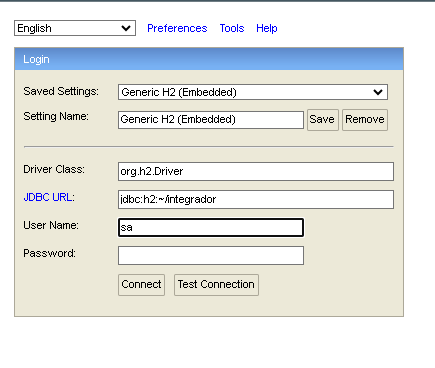 English Preferences Tools Help
Login
Saved Settings: Generic H2 (Embedded)
Setting Name: Generic H2 (Embedded) Save Remove
Driver Class: org.h2.Driver
JDBC URL: jdbc:h2:~/integrador
User Name: sa
Password:
Connect Test Connection